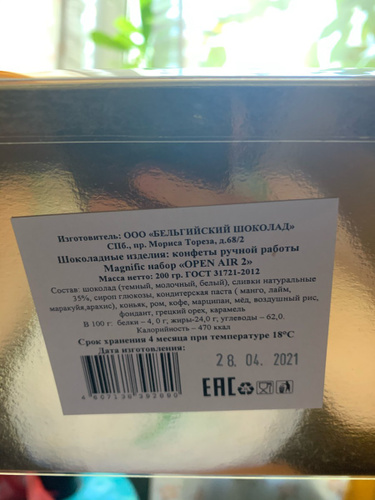 Изготовитель: ООО «БЕЛЬГИЙСКИЙ ШОКОЛАД»
СПб., пр. Мориса Тореза, д.68/2
Шоколадные изделия: конфеты ручной работы
Magnific набор «OPEN AIR 2»
Масса нетто: 200 гр. ГОСТ 31721-2012
Состав: шоколад (темный, молочный, белый), сливки натуральные
35%, сироп глюкозы, кондитерская паста ( манго, лайм,
маракуйя,арахис), коньяк, ром, кофе, марципан, мёд, воздушный рис,
фондант, грецкий орех, карамель
В 100 г: белки – 4, 0 г; жиры-24,0 г; углеводы – 62,0.
Калорийность – 470 ккал
Срок хранения 4 месяца при температуре 18°С
Дата изготовления:
28. 04. 2021
EAC